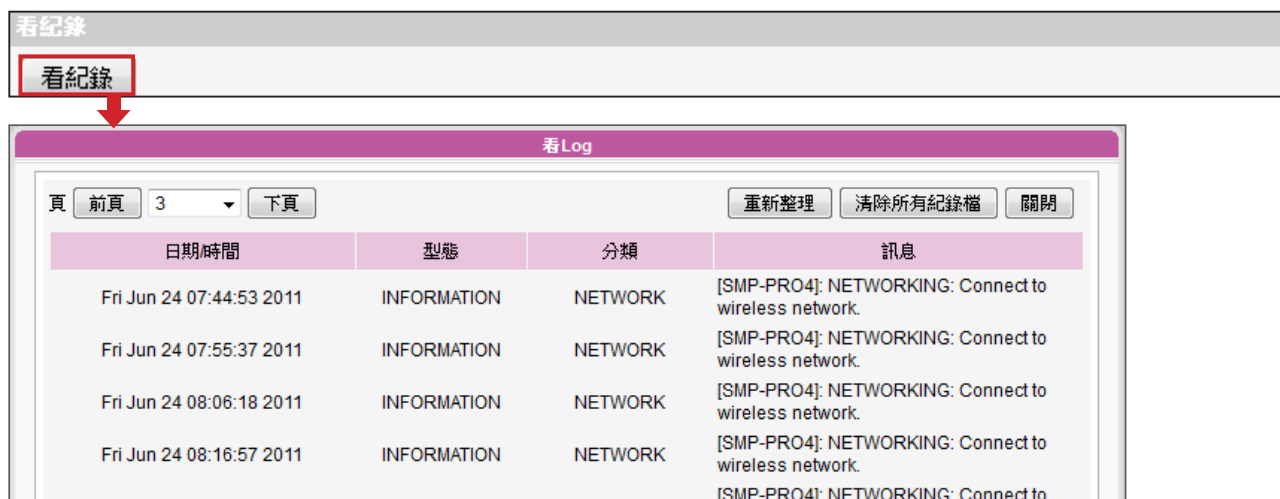 看紀錄
看紀錄
看Log
頁 前頁 3 下頁 重新整理 清除所有紀錄檔 關閉
日期/時間 型態 分類 訊息
Fri Jun 24 07:44:53 2011 INFORMATION NETWORK [SMP-PRO4]: NETWORKING: Connect to
wireless network.
Fri Jun 24 07:55:37 2011 INFORMATION NETWORK [SMP-PRO4]: NETWORKING: Connect to
wireless network.
Fri Jun 24 08:06:18 2011 INFORMATION NETWORK [SMP-PRO4]: NETWORKING: Connect to
wireless network.
Fri Jun 24 08:16:57 2011 INFORMATION NETWORK [SMP-PRO4]: NETWORKING: Connect to
wireless network.
[SMP-PRO4]: NETWORKING: Connect to